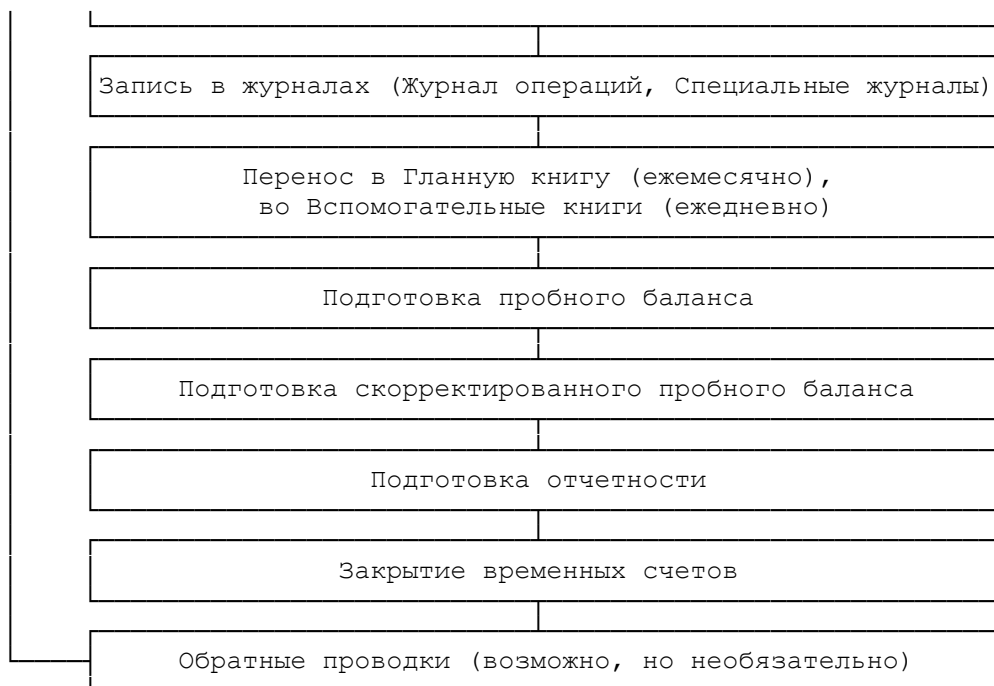 Запись в журналах (Журнал операций, Специальные журналы)
Перенос в Гланную книгу (ежемесячно),
во Вспомогательные книги (ежедневно)
Подготовка пробного баланса
Подготовка скорректированного пробного баланса
Подготовка отчетности
Закрытие временных счетов
Обратные проводки (возможно, но необязательно)